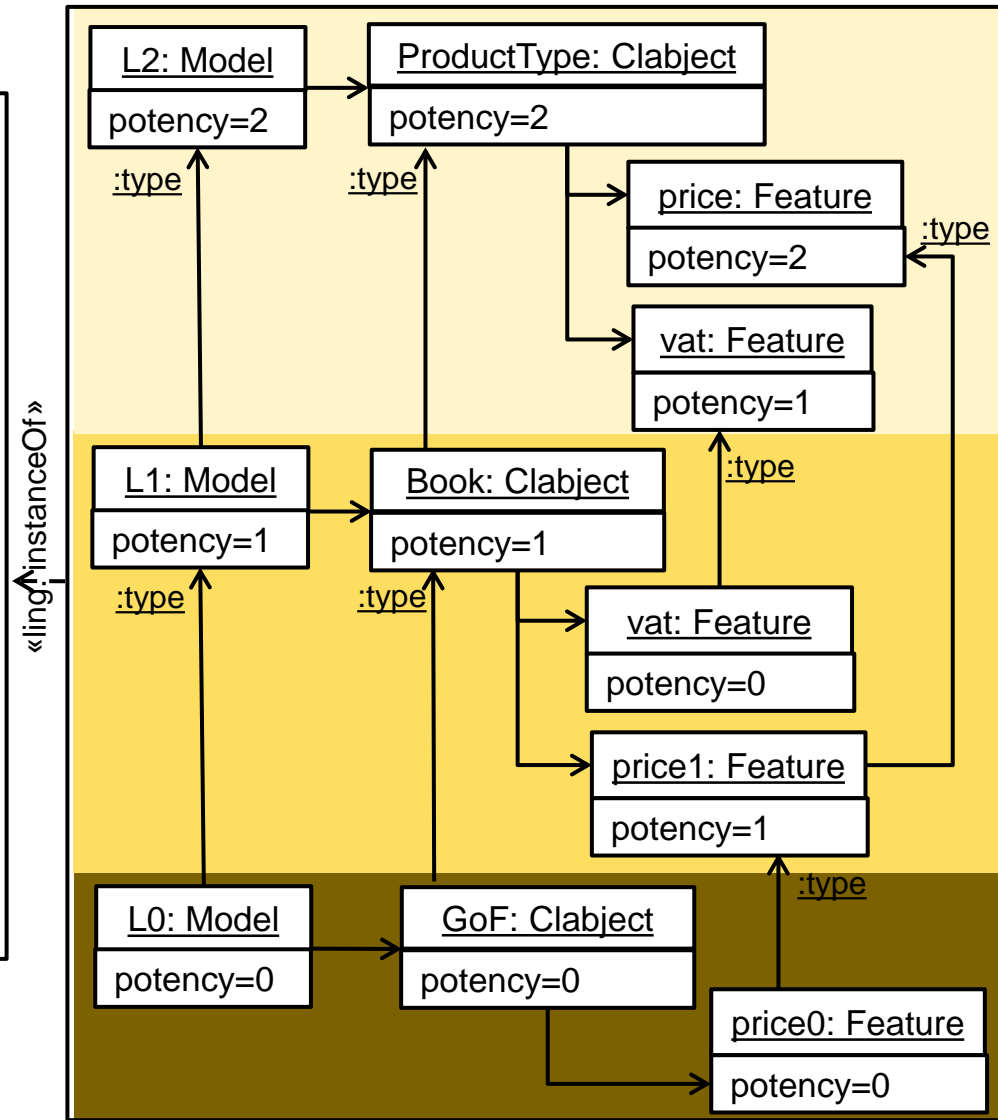 L2: Model
potency=2
ProductType: Clabject
potency=2
:type
:type
price: Feature
potency=2
:type
vat: Feature
potency=1
:type
«ling. instanceOf»
L1: Model
potency=1
Book: Clabject
potency=1
:type
:type
vat: Feature
potency=0
price1: Feature
potency=1
:type
L0: Model
potency=0
GoF: Clabject
potency=0
price0: Feature
potency=0